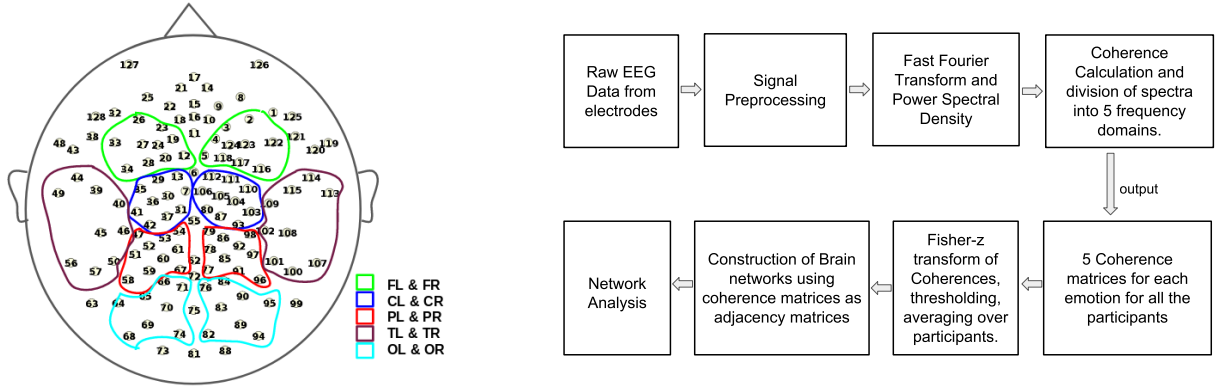 127 126
17
21 14
25 8
22 15 9
128 32 1 125
26 18 16 10 2
23 3
38 11 121
48 33 27 24 19 4 124 123 122 119
43 120
28 20 12 5 118 117
34 116
6
44 29 13 112 111 114
49 39 35 7 106 110 115 113
36 30 105
40 104 109
41 31 80 103
37 87
42 55 93
45 46 47 54 79 102 108
53 86 98
52 61 78 92
51 97
56 50 60 62 85 101 107
57 59 67 77 91 100
58 72 96
66 84
71 76
63 64 65 90 95 99
70 75 83
69 89
68 74 82 94
73 81 88
FL & FR
CL & CR
PL & PR
TL & TR
OL & OR
Raw EEG
Data from
electrodes
Signal
Preprocessing
Fast Fourier
Transform and
Power Spectral
Density
Coherence
Calculation and
division of spectra
into 5 frequency
domains.
output
5 Coherence
matrices for each
emotion for all the
participants
Fisher-z
transform of
Coherences,
thresholding,
averaging over
participants.
Construction of Brain
networks using
coherence matrices as
adjacency matrices
Network
Analysis